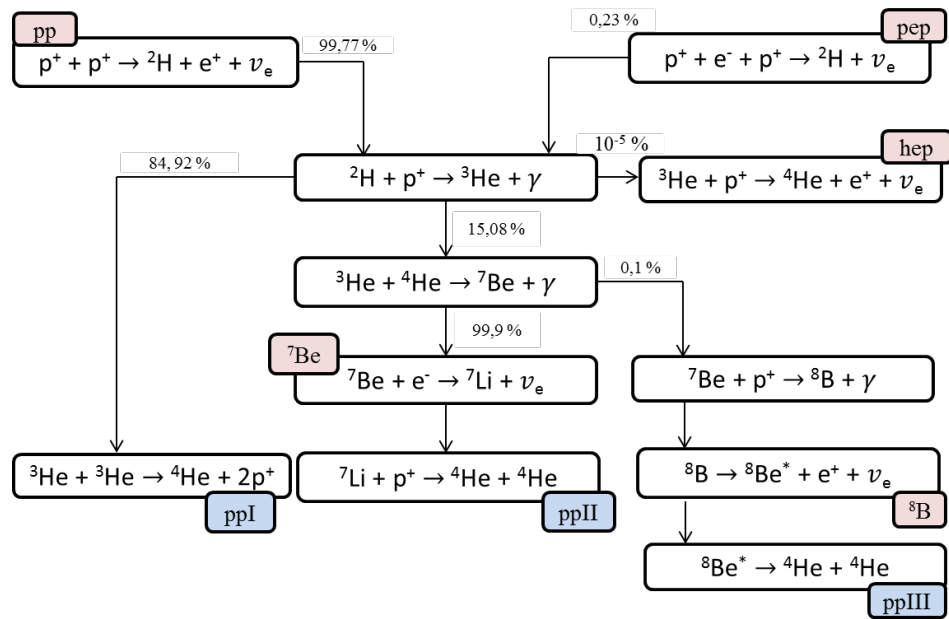 pp
p⁺ + p⁺ → ²H + e⁺ + νₑ
99,77 %
0,23 %
pep
p⁺ + e⁻ + p⁺ → ²H + νₑ
84, 92 %
²H + p⁺ → ³He + γ
10⁻⁵ %
hep
³He + p⁺ → ⁴He + e⁺ + νₑ
15,08 %
³He + ⁴He → ⁷Be + γ
0,1 %
99,9 %
⁷Be
⁷Be + e⁻ → ⁷Li + νₑ
⁷Be + p⁺ → ⁸B + γ
³He + ³He → ⁴He + 2p⁺
ppI
⁷Li + p⁺ → ⁴He + ⁴He
ppII
⁸B → ⁸Be* + e⁺ + νₑ
⁸B
⁸Be* → ⁴He + ⁴He
ppIII